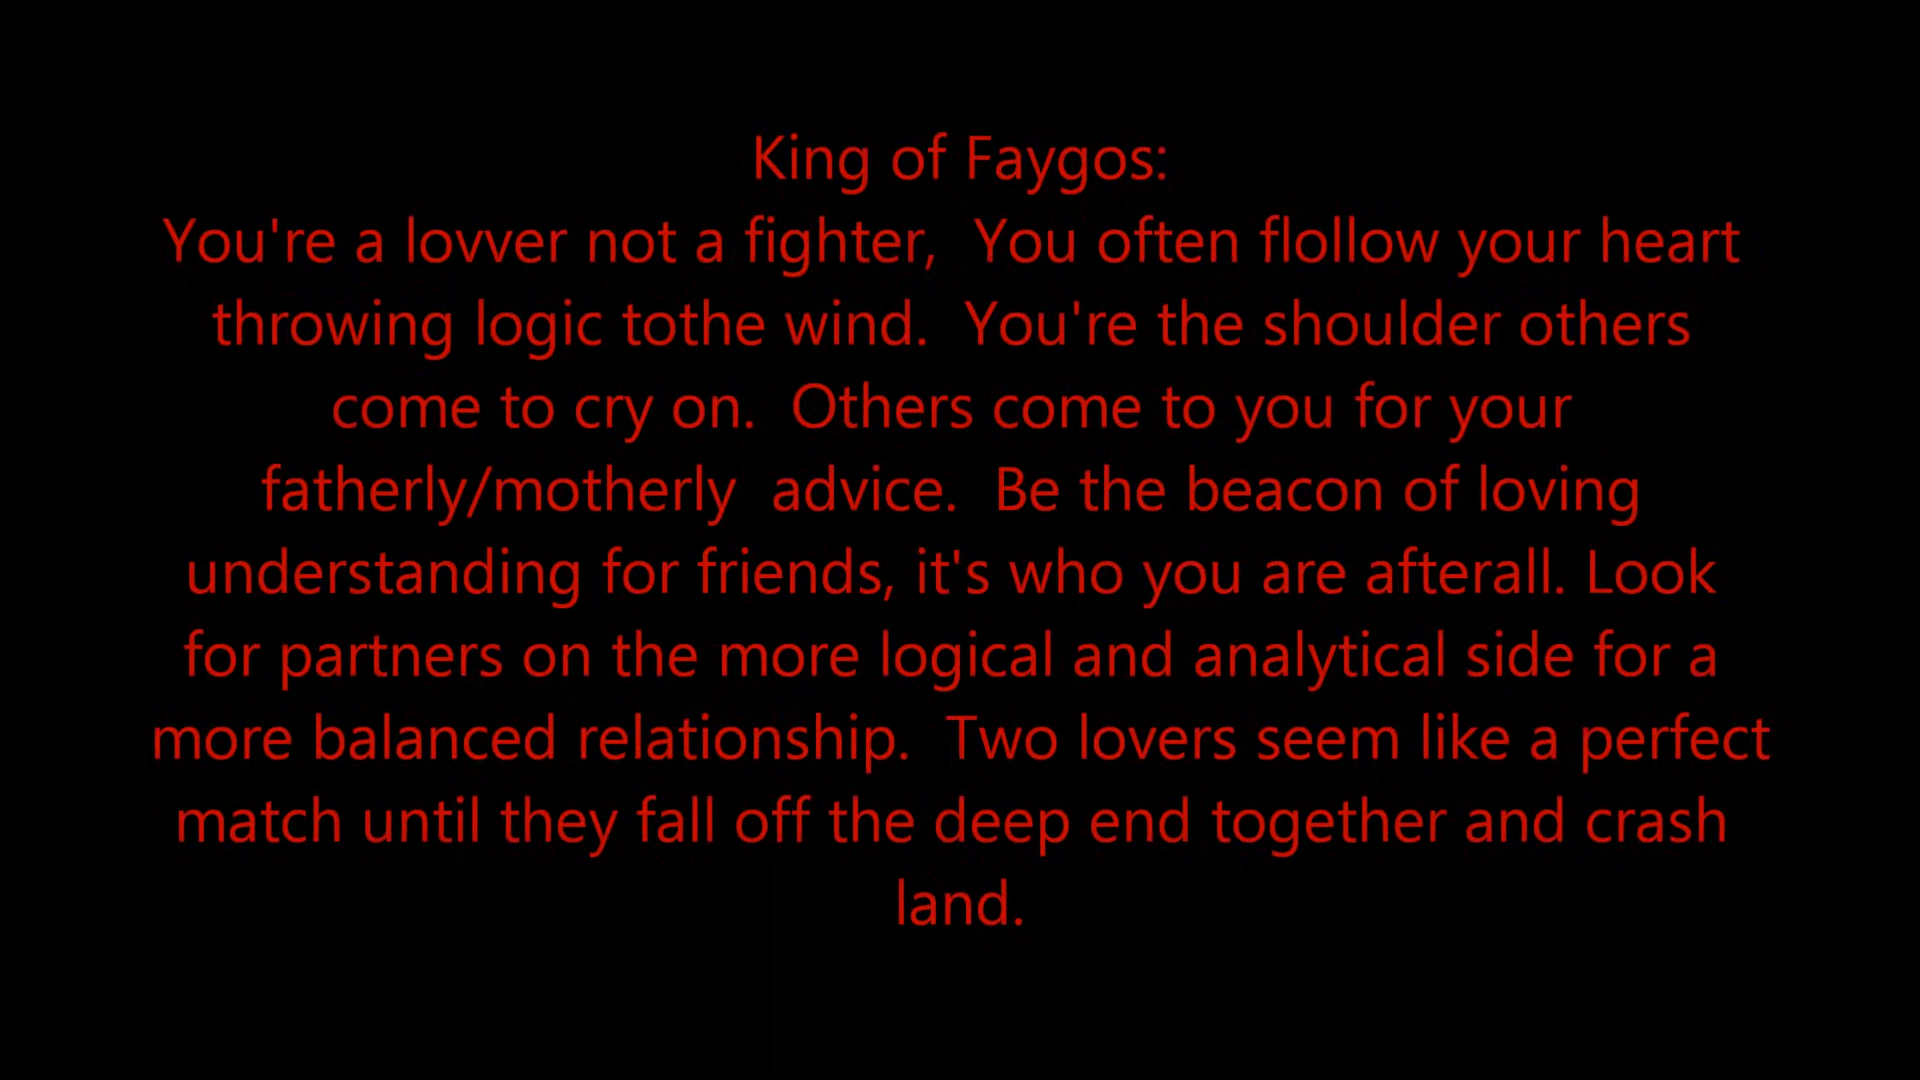 King of Faygos:
You're a lovver not a fighter,  You often flollow your heart
throwing logic tothe wind.  You're the shoulder others
come to cry on.  Others come to you for your
fatherly/motherly  advice.  Be the beacon of loving
understanding for friends, it's who you are afterall. Look
for partners on the more logical and analytical side for a
more balanced relationship.  Two lovers seem like a perfect
match until they fall off the deep end together and crash
land.